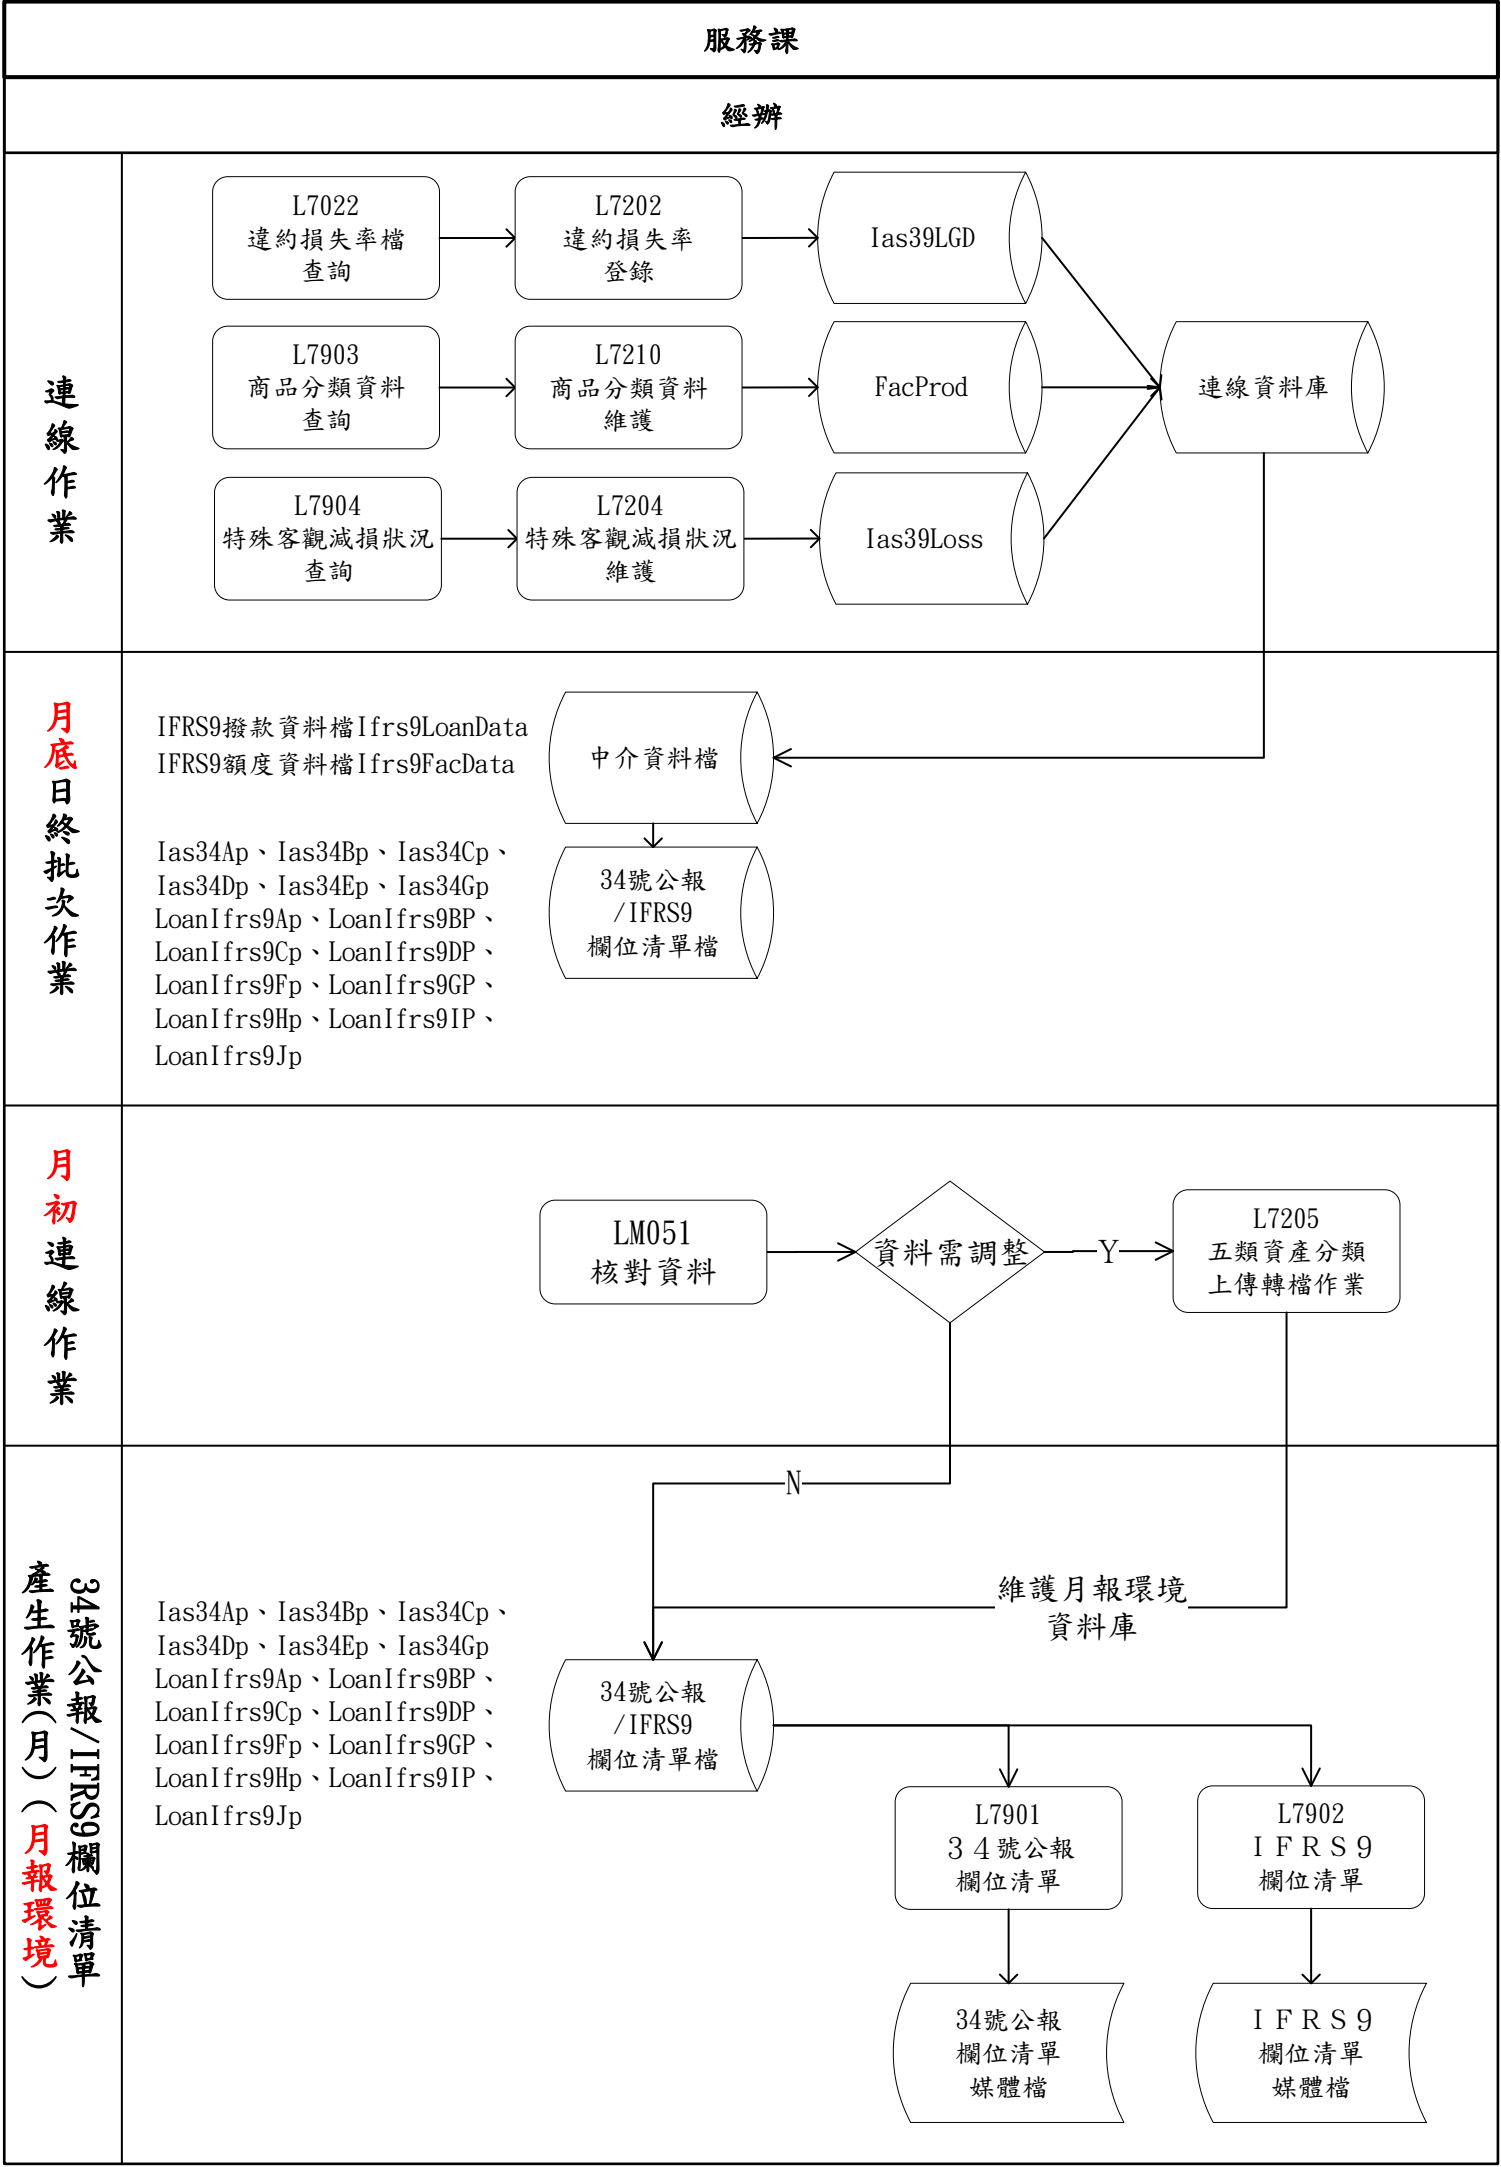 服務課
經辦
連線作業
L7022
違約損失率檔
查詢
L7202
違約損失率
登錄
Ias39LGD
L7903
商品分類資料
查詢
L7210
商品分類資料
維護
FacProd
連線資料庫
L7904
特殊客觀減損狀況
查詢
L7204
特殊客觀減損狀況
維護
Ias39Loss
月底日終批次作業
IFRS9撥款資料檔Ifrs9LoanData
IFRS9額度資料檔Ifrs9FacData
中介資料檔
Ias34Ap、Ias34Bp、Ias34Cp、
Ias34Dp、Ias34Ep、Ias34Gp
LoanIfrs9Ap、LoanIfrs9BP、
LoanIfrs9Cp、LoanIfrs9DP、
LoanIfrs9Fp、LoanIfrs9GP、
LoanIfrs9Hp、LoanIfrs9IP、
LoanIfrs9Jp
34號公報
/IFRS9
欄位清單檔
月初連線作業
LM051
核對資料
資料需調整
Y
L7205
五類資產分類
上傳轉檔作業
N
34號公報/IFRS9欄位清單
產生作業(月)(月報環境)
維護月報環境
資料庫
Ias34Ap、Ias34Bp、Ias34Cp、
Ias34Dp、Ias34Ep、Ias34Gp
LoanIfrs9Ap、LoanIfrs9BP、
LoanIfrs9Cp、LoanIfrs9DP、
LoanIfrs9Fp、LoanIfrs9GP、
LoanIfrs9Hp、LoanIfrs9IP、
LoanIfrs9Jp
34號公報
/IFRS9
欄位清單檔
L7901
34號公報
欄位清單
L7902
IFRS9
欄位清單
34號公報
欄位清單
媒體檔
IFRS9
欄位清單
媒體檔